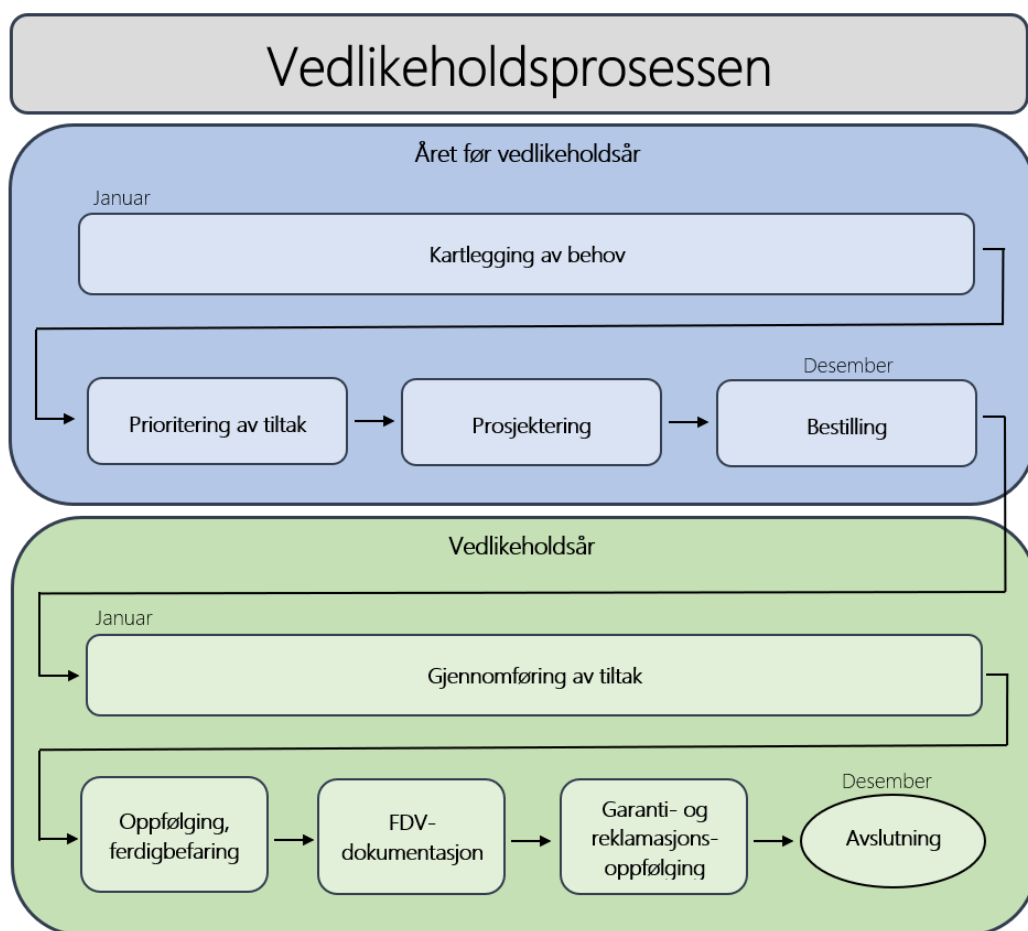 Vedlikeholdsprosessen
Året før vedlikeholdsår
Januar
Kartlegging av behov
Desember
Prioritering av tiltak
Prosjektering
Bestilling
Vedlikeholdsår
Januar
Gjennomføring av tiltak
Desember
Oppfølging,
ferdigbefaring
FDV-
dokumentasjon
Garanti- og
reklamasjons-
oppfølging
Avslutning